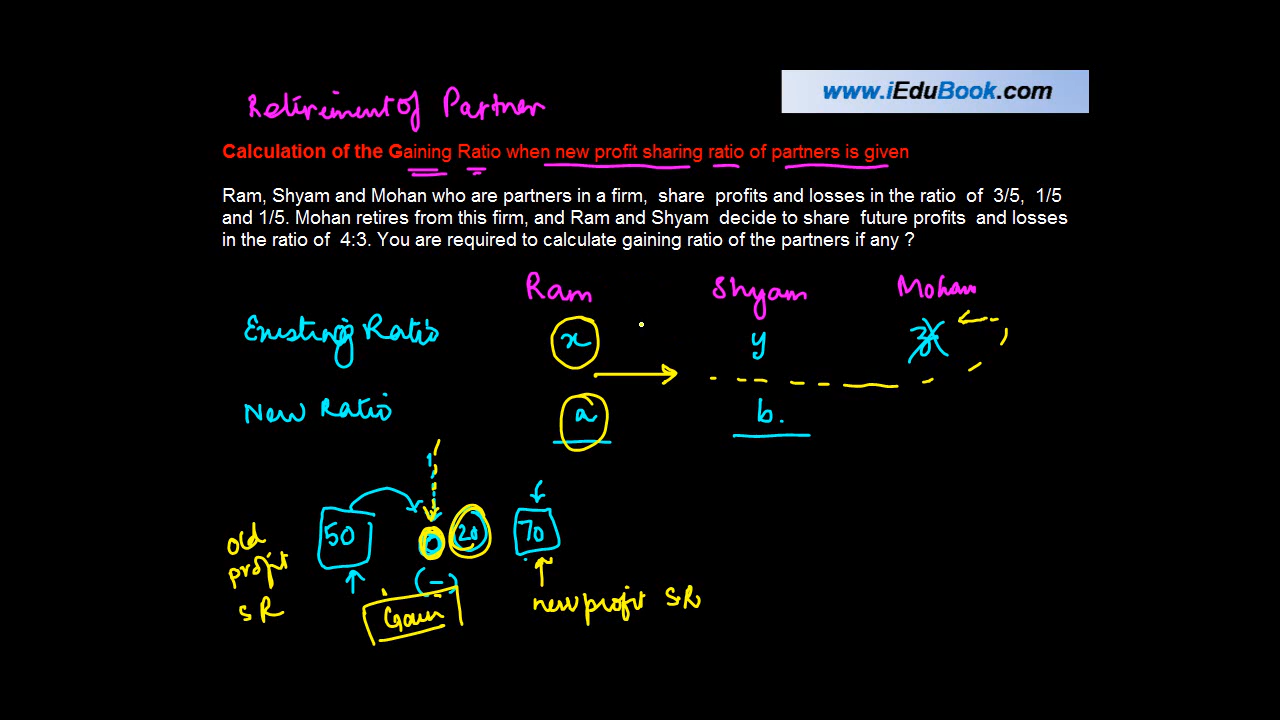 www.iEduBook.com
Retirement of Partner
Calculation of the Gaining Ratio when new profit sharing ratio of partners is given
Ram, Shyam and Mohan who are partners in a firm, share profits and losses in the ratio of 3/5, 1/5
and 1/5. Mohan retires from this firm, and Ram and Shyam decide to share future profits and losses
in the ratio of 4:3. You are required to calculate gaining ratio of the partners if any ?
Ram Shyam Mohan
Existing Ratio x y
New Ratio a b.
50 20 70
old
profit
SR
(-)
Gain
new profit SR